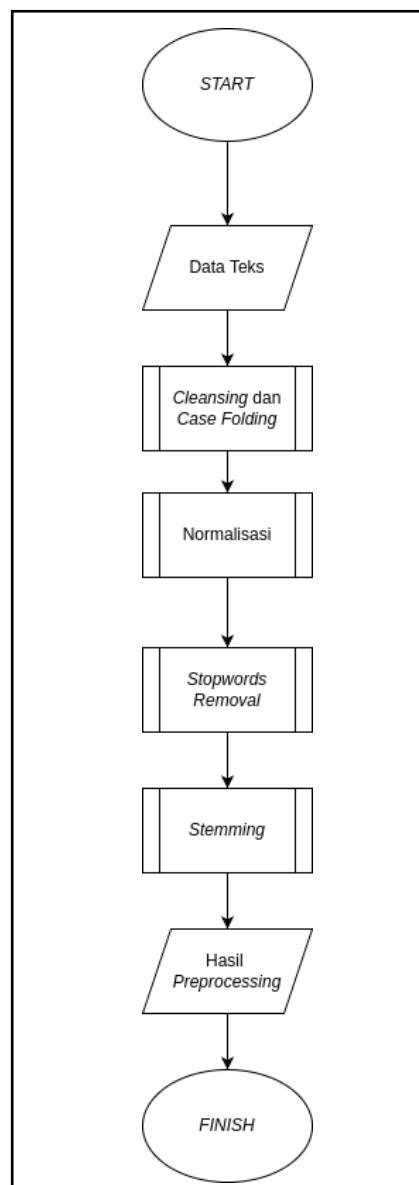 START
Data Teks
Cleansing dan
Case Folding
Normalisasi
Stopwords
Removal
Stemming
Hasil
Preprocessing
FINISH